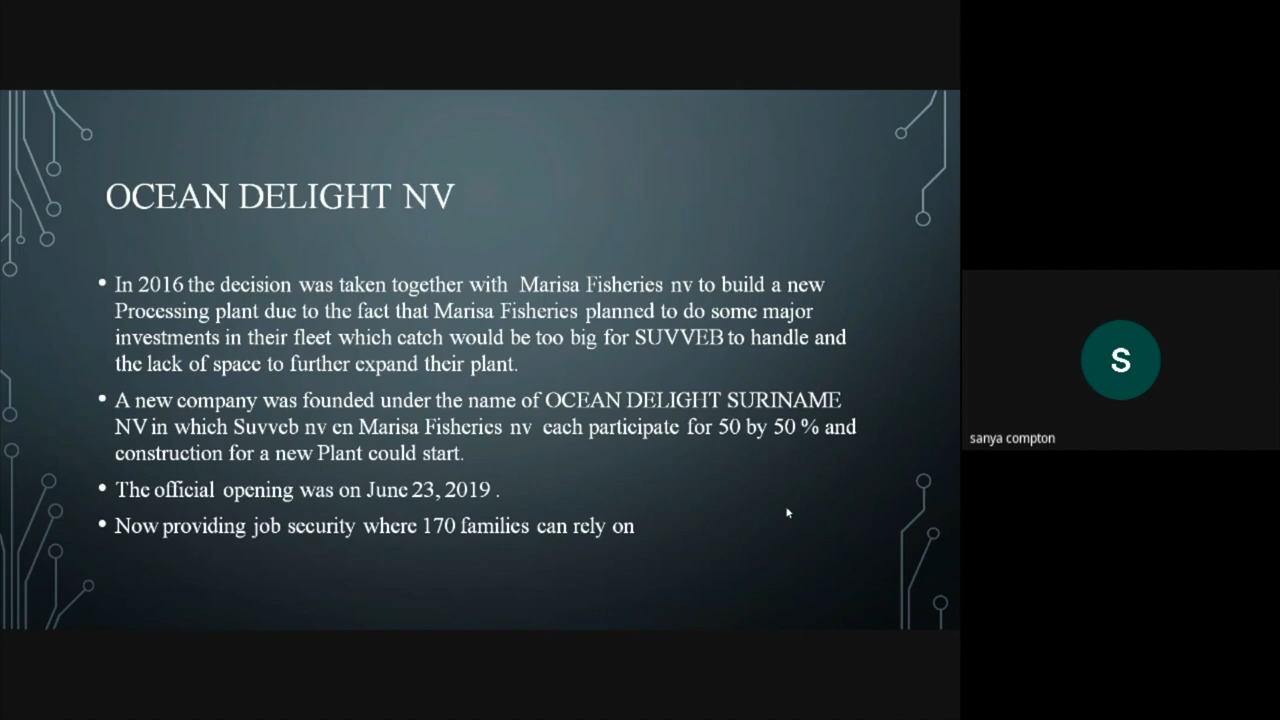 OCEAN DELIGHT NV
• In 2016 the decision was taken together with Marisa Fisheries nv to build a new
Processing plant due to the fact that Marisa Fisheries planned to do some major
investments in their fleet which catch would be too big for SUVVEB to handle and
the lack of space to further expand their plant.
• A new company was founded under the name of OCEAN DELIGHT SURINAME
NV in which Suvveb nv en Marisa Fisheries nv each participate for 50 by 50 % and
construction for a new Plant could start.
• The official opening was on June 23, 2019 .
• Now providing job security where 170 families can rely on
S
sanya compton